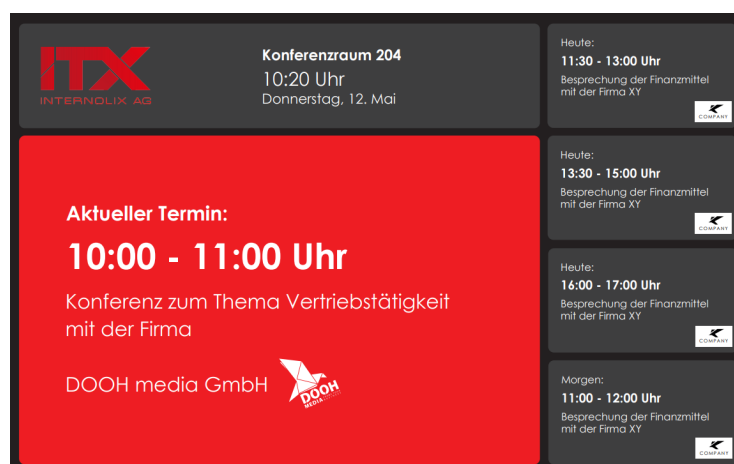 ITX
INTERNOLIX AG
Konferenzraum 204
10:20 Uhr
Donnerstag, 12. Mai
Aktueller Termin:
10:00 - 11:00 Uhr
Konferenz zum Thema Vertriebstätigkeit
mit der Firma
DOOH media GmbH
DOOH
MEDIA
Heute:
11:30 - 13:00 Uhr
Besprechung der Finanzmittel
mit der Firma XY
COMPANY
Heute:
13:30 - 15:00 Uhr
Besprechung der Finanzmittel
mit der Firma XY
COMPANY
Heute:
16:00 - 17:00 Uhr
Besprechung der Finanzmittel
mit der Firma XY
COMPANY
Morgen:
11:00 - 12:00 Uhr
Besprechung der Finanzmittel
mit der Firma XY
COMPANY